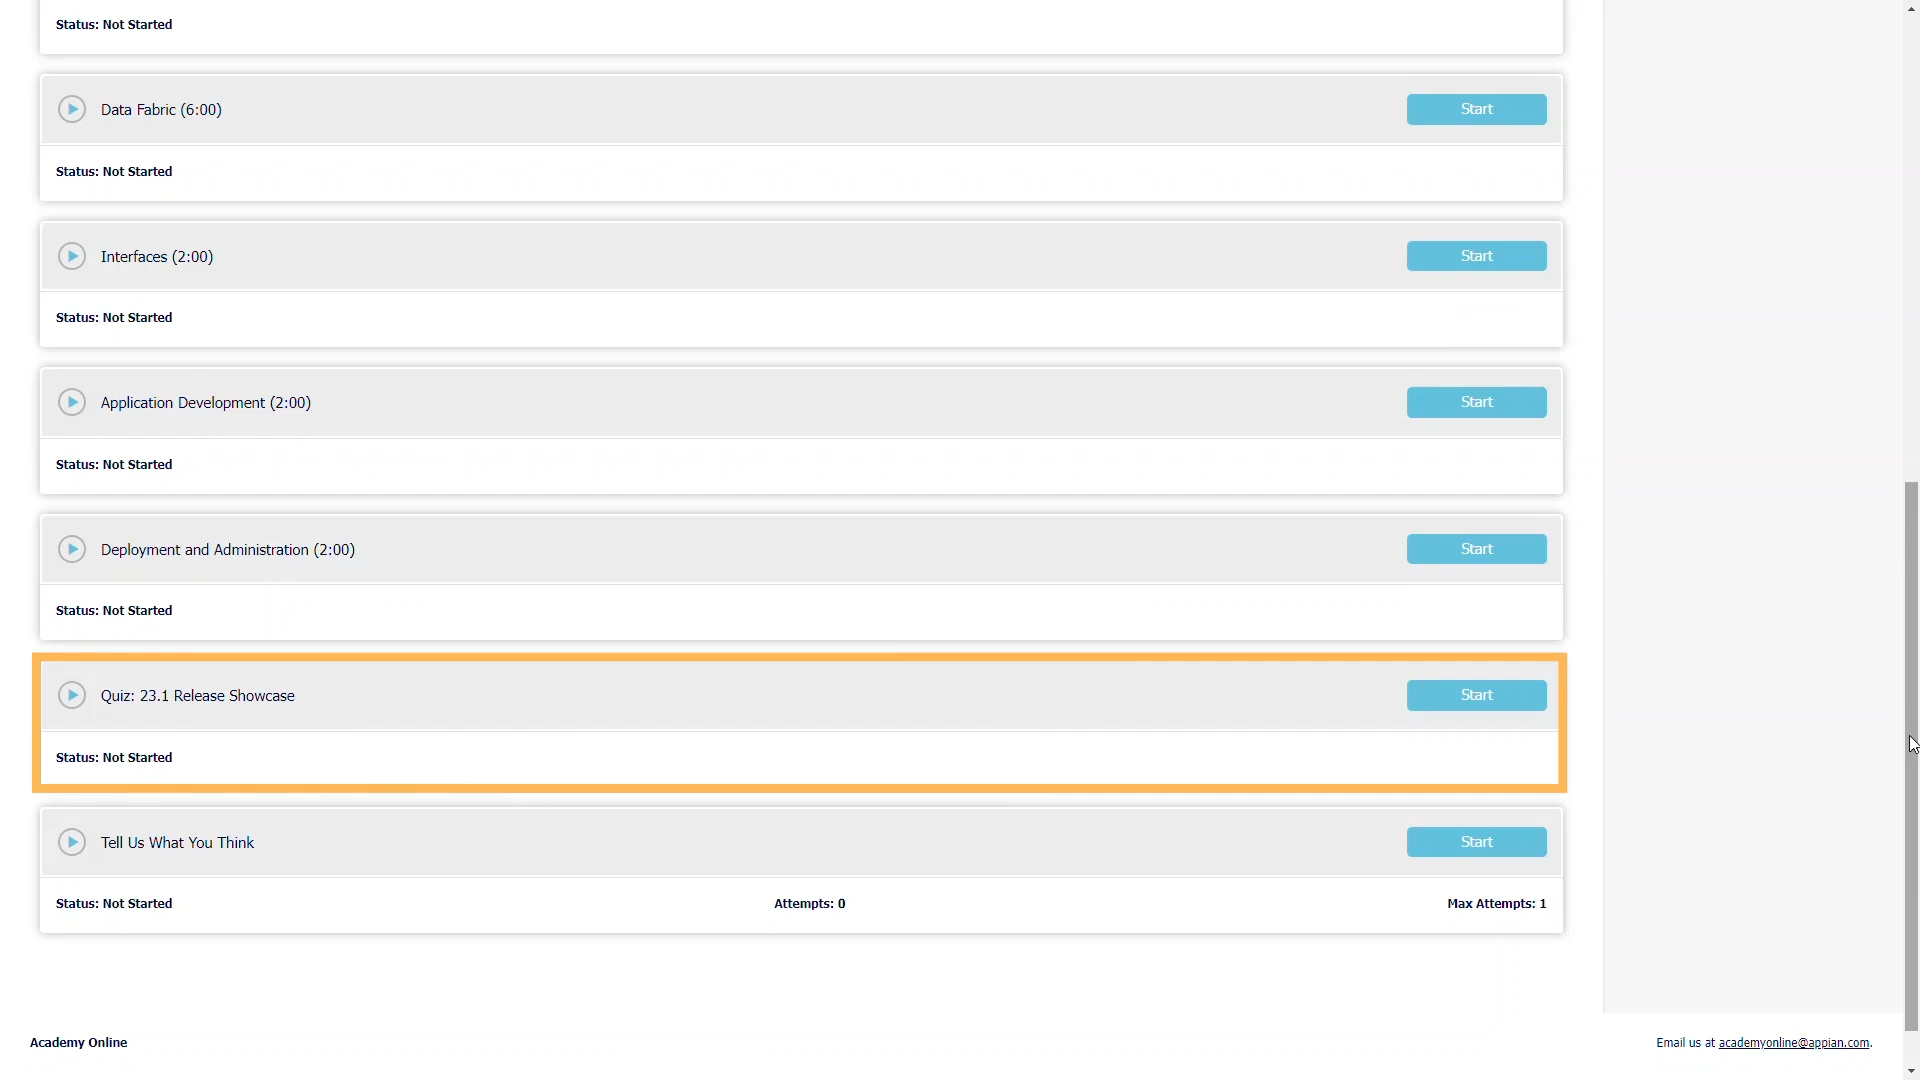 Status: Not Started
Data Fabric (6:00)
Start
Status: Not Started
Interfaces (2:00)
Start
Status: Not Started
Application Development (2:00)
Start
Status: Not Started
Deployment and Administration (2:00)
Start
Status: Not Started
Quiz: 23.1 Release Showcase
Start
Status: Not Started
Tell Us What You Think
Start
Status: Not Started Attempts: 0 Max Attempts: 1
Academy Online
Email us at academyonline@appian.com.